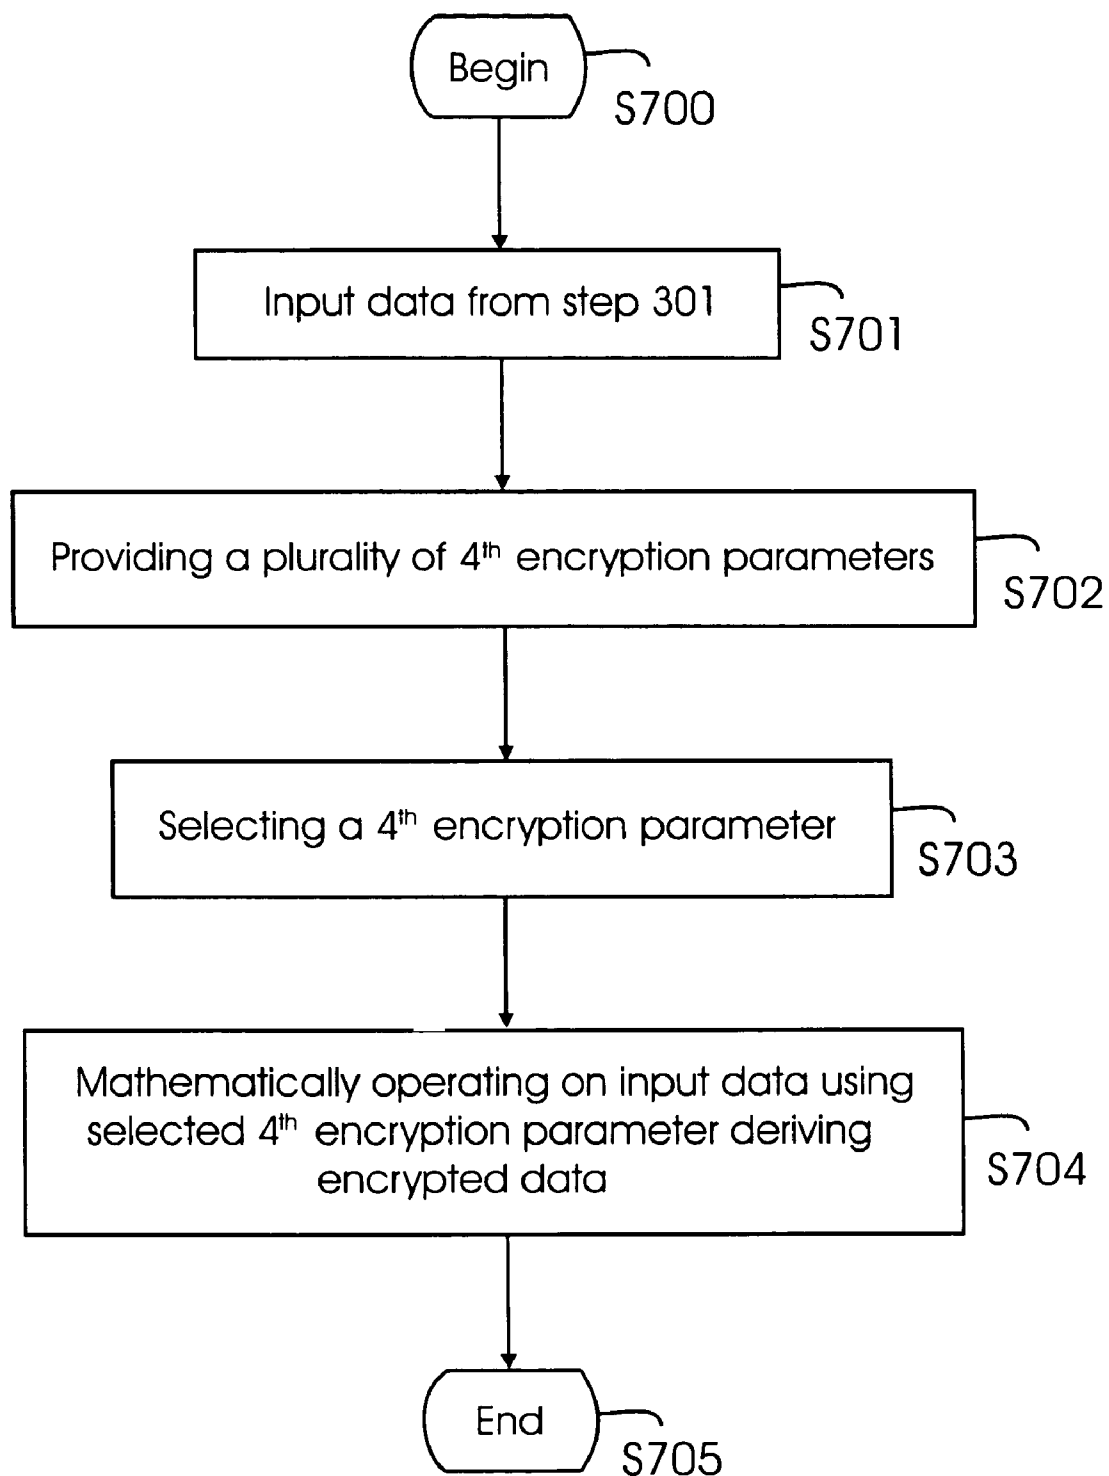 Begin
S700
Input data from step 301
S701
Providing a plurality of 4th encryption parameters
S702
Selecting a 4th encryption parameter
S703
Mathematically operating on input data using
selected 4th encryption parameter deriving
encrypted data
S704
End
S705